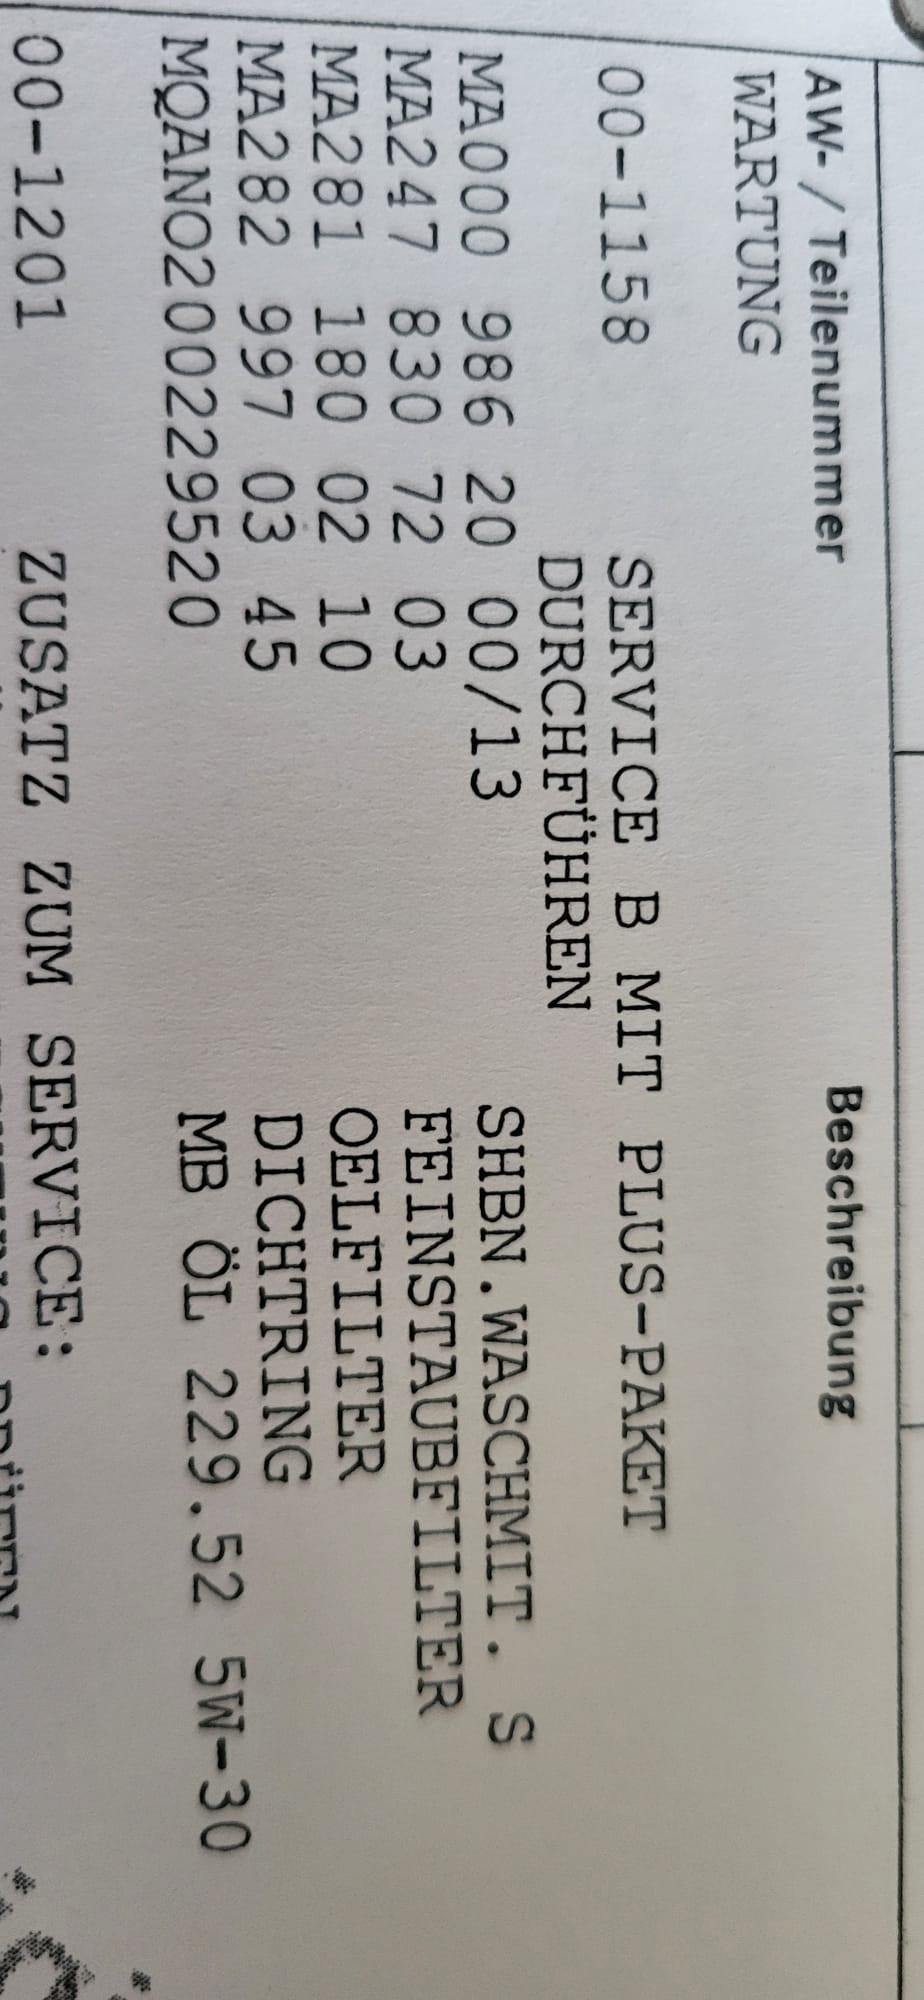 AW- / Teilenummer Beschreibung
WARTUNG
00-1158 SERVICE B MIT PLUS-PAKET
DURCHFÜHREN
MA000 986 20 00/13 SHBN.WASCHMIT. S
MA247 830 72 03 FEINSTAUBFILTER
MA281 180 02 10 OELFILTER
MA282 997 03 45 DICHTRING
MQANO20022952O MB ÖL 229.52 5W-30
00-1201 ZUSATZ ZUM SERVICE: